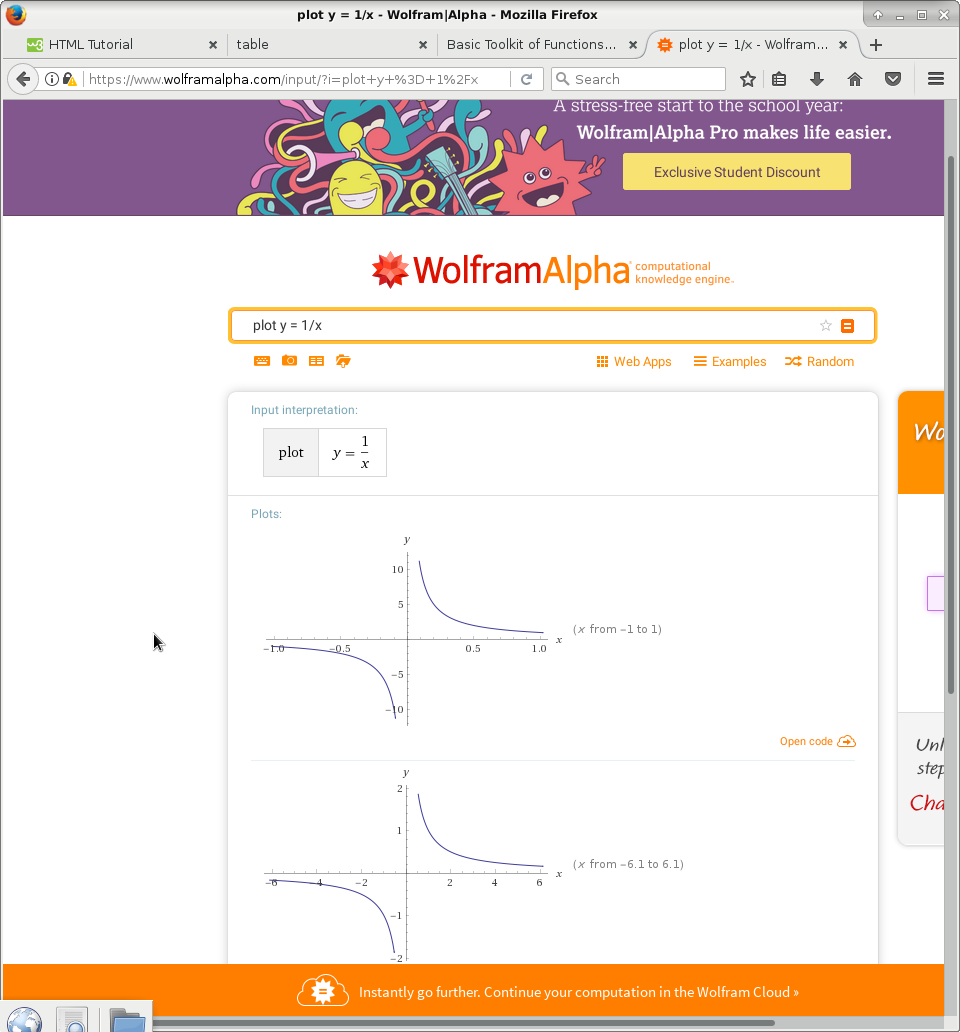 plot y = 1/x - Wolfram|Alpha - Mozilla Firefox
HTML Tutorial
table
Basic Toolkit of Functions...
plot y = 1/x - Wolfram...
https://www.wolframalpha.com/input/?i=plot+y+%3D+1%2Fx
Search
A stress-free start to the school year:
Wolfram|Alpha Pro makes life easier.
Exclusive Student Discount
WolframAlpha computational
knowledge engine.
plot y = 1/x
Web Apps Examples Random
Input interpretation:
plot y = 1/x
Plots:
y
10
5
(x from −1 to 1)
x
−1.0 −0.5 0.5 1.0
−5
−10
Open code
y
2
1
(x from −6.1 to 6.1)
x
−6 −4 −2 2 4 6
−1
−2
Instantly go further. Continue your computation in the Wolfram Cloud »